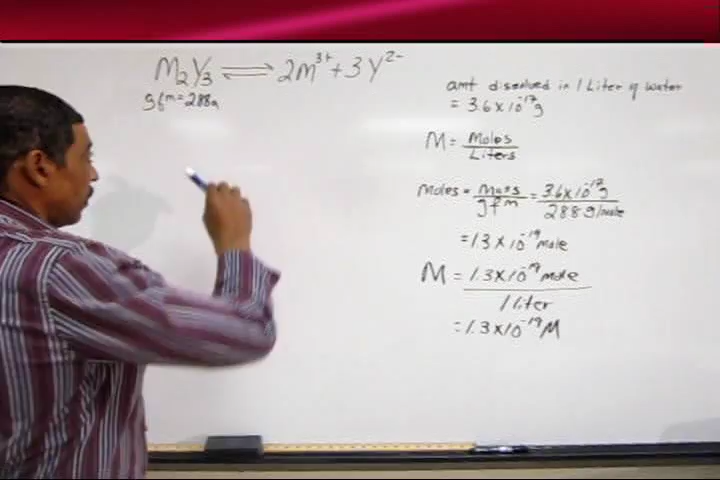 M₂Y₃ ⇌ 2M³⁺ + 3Y²⁻
gfm = 288g
amt dissolved in 1 Liter of water
= 3.6 x 10⁻¹⁷g
M = Moles / Liters
Moles = Mass / gfm = 3.6 x 10⁻¹⁷g / 288 g/mole
= 1.3 x 10⁻¹⁹ mole
M = 1.3 x 10⁻¹⁹ mole / 1 liter
= 1.3 x 10⁻¹⁹ M